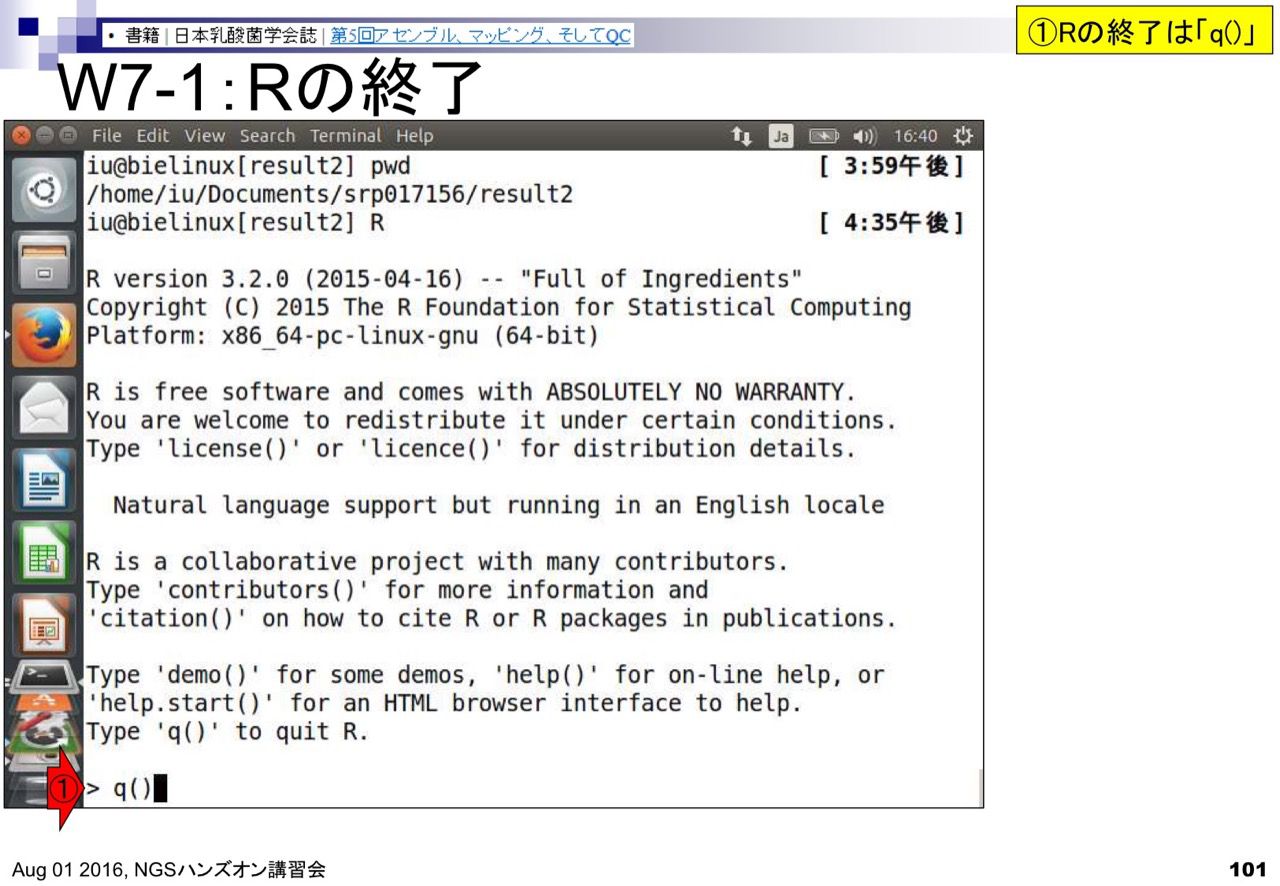 • 書籍 | 日本乳酸菌学会誌 | 第5回アセンブル、マッピング、そしてQC
①Rの終了は「q()」
W7-1：Rの終了
File Edit View Search Terminal Help Ja 16:40
iu@bielinux[result2] pwd [ 3:59午後]
/home/iu/Documents/srp017156/result2
iu@bielinux[result2] R [ 4:35午後]
R version 3.2.0 (2015-04-16) -- "Full of Ingredients"
Copyright (C) 2015 The R Foundation for Statistical Computing
Platform: x86_64-pc-linux-gnu (64-bit)
R is free software and comes with ABSOLUTELY NO WARRANTY.
You are welcome to redistribute it under certain conditions.
Type 'license()' or 'licence()' for distribution details.
Natural language support but running in an English locale
R is a collaborative project with many contributors.
Type 'contributors()' for more information and
'citation()' on how to cite R or R packages in publications.
Type 'demo()' for some demos, 'help()' for on-line help, or
'help.start()' for an HTML browser interface to help.
Type 'q()' to quit R.
① > q()
Aug 01 2016, NGSハンズオン講習会
101